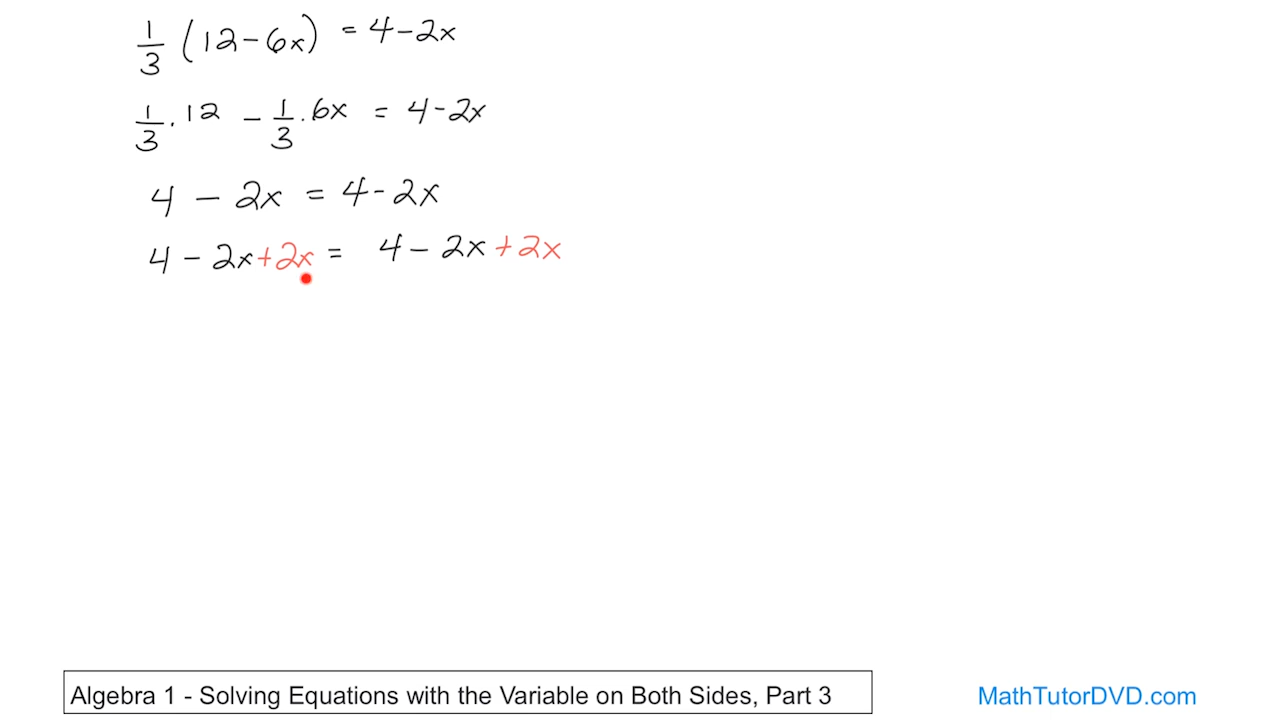 1/3 (12 - 6x) = 4 - 2x
1/3 · 12 - 1/3 · 6x = 4 - 2x
4 - 2x = 4 - 2x
4 - 2x + 2x = 4 - 2x + 2x
Algebra 1 - Solving Equations with the Variable on Both Sides, Part 3
MathTutorDVD.com